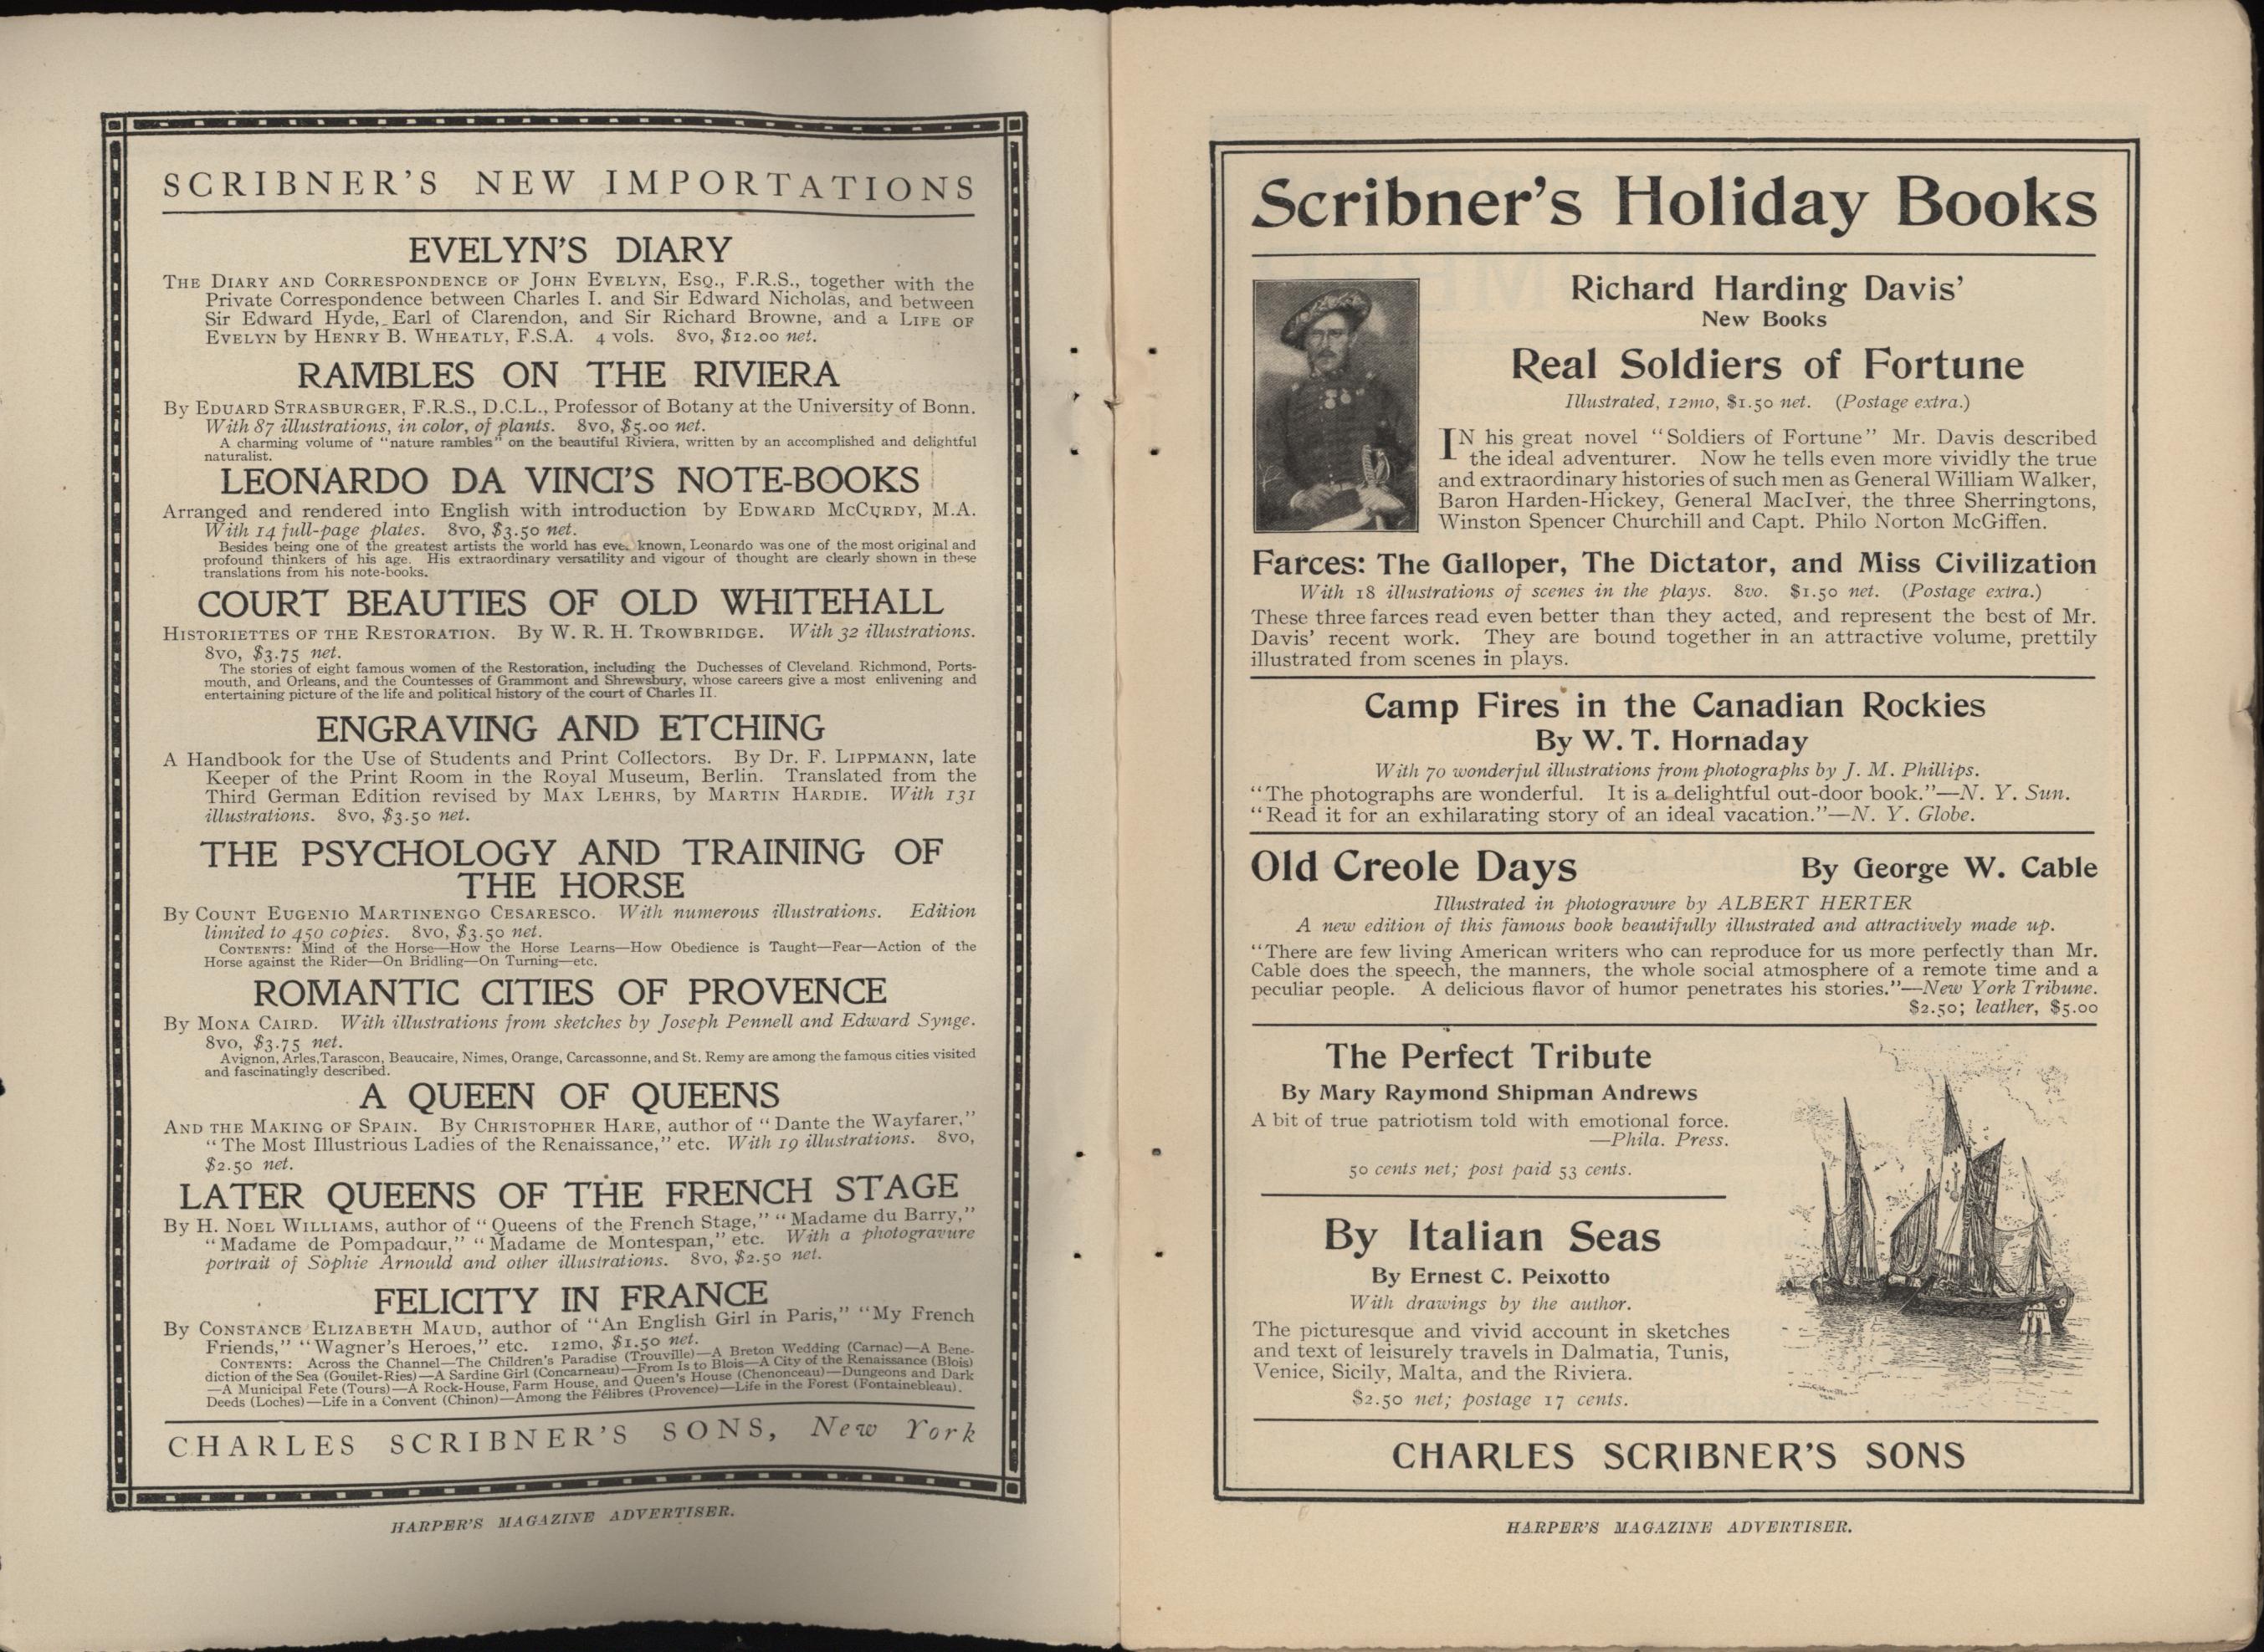 SCRIBNER'S NEW IMPORTATIONS
EVELYN'S DIARY
THE DIARY AND CORRESPONDENCE OF JOHN EVELYN, ESQ., F.R.S., together with the
Private Correspondence between Charles I. and Sir Edward Nicholas, and between
Sir Edward Hyde, Earl of Clarendon, and Sir Richard Browne, and a LIFE OF
EVELYN by HENRY B. WHEATLY, F.S.A. 4 vols. 8vo, $12.00 net.
RAMBLES ON THE RIVIERA
By EDUARD STRASBURGER, F.R.S., D.C.L., Professor of Botany at the University of Bonn.
With 87 illustrations, in color, of plants. 8vo, $5.00 net.
A charming volume of "nature rambles" on the beautiful Riviera, written by an accomplished and delightful
naturalist.
LEONARDO DA VINCI'S NOTE-BOOKS
Arranged and rendered into English with introduction by EDWARD MCCURDY, M.A.
With 14 full-page plates. 8vo, $3.50 net.
Besides being one of the greatest artists the world has ever known, Leonardo was one of the most original and
profound thinkers of his age. His extraordinary versatility and vigour of thought are clearly shown in these
translations from his note-books.
COURT BEAUTIES OF OLD WHITEHALL
HISTORIETTES OF THE RESTORATION. By W. R. H. TROWBRIDGE. With 32 illustrations.
8vo, $3.75 net.
The stories of eight famous women of the Restoration, including the Duchesses of Cleveland, Richmond, Ports-
mouth, and Orleans, and the Countesses of Grammont and Shrewsbury, whose careers give a most enlivening and
entertaining picture of the life and political history of the court of Charles II.
ENGRAVING AND ETCHING
A Handbook for the Use of Students and Print Collectors. By Dr. F. LIPPMANN, late
Keeper of the Print Room in the Royal Museum, Berlin. Translated from the
Third German Edition revised by MAX LEHRS, by MARTIN HARDIE. With 131
illustrations. 8vo, $3.50 net.
THE PSYCHOLOGY AND TRAINING OF
THE HORSE
By COUNT EUGENIO MARTINENGO CESARESCO. With numerous illustrations. Edition
limited to 450 copies. 8vo, $3.50 net.
CONTENTS: Mind of the Horse—How the Horse Learns—How Obedience is Taught—Fear—Action of the
Horse against the Rider—On Bridling—On Turning—etc.
ROMANTIC CITIES OF PROVENCE
By MONA CAIRD. With illustrations from sketches by Joseph Pennell and Edward Synge.
8vo, $3.75 net.
Avignon, Arles, Tarascon, Beaucaire, Nimes, Orange, Carcassonne, and St. Remy are among the famous cities visited
and fascinatingly described.
A QUEEN OF QUEENS
AND THE MAKING OF SPAIN. By CHRISTOPHER HARE, author of "Dante the Wayfarer,"
"The Most Illustrious Ladies of the Renaissance," etc. With 19 illustrations. 8vo,
$2.50 net.
LATER QUEENS OF THE FRENCH STAGE
By H. NOEL WILLIAMS, author of "Queens of the French Stage," "Madame du Barry,"
"Madame de Pompadour," "Madame de Montespan," etc. With a photogravure
portrait of Sophie Arnould and other illustrations. 8vo, $2.50 net.
FELICITY IN FRANCE
By CONSTANCE ELIZABETH MAUD, author of "An English Girl in Paris," "My French
Friends," "Wagner's Heroes," etc. 12mo, $1.50 net.
CONTENTS: Across the Channel—The Children's Paradise (Trouville)—A Breton Wedding (Carnac)—A Bene-
diction of the Sea (Gouilet-Ries)—A Sardine Girl (Concarneau)—From Is to Blois—A City of the Renaissance (Blois)
—A Municipal Fete (Tours)—A Rock-House, Farm House, and Queen's House (Chenonceau)—Dungeons and Dark
Deeds (Loches)—Life in a Convent (Chinon)—Among the Félibres (Provence)—Life in the Forest (Fontainebleau).
CHARLES SCRIBNER'S SONS, New York
HARPER'S MAGAZINE ADVERTISER.
Scribner's Holiday Books
Richard Harding Davis'
New Books
Real Soldiers of Fortune
Illustrated, 12mo, $1.50 net. (Postage extra.)
IN his great novel "Soldiers of Fortune" Mr. Davis described
the ideal adventurer. Now he tells even more vividly the true
and extraordinary histories of such men as General William Walker,
Baron Harden-Hickey, General MacIver, the three Sherringtons,
Winston Spencer Churchill and Capt. Philo Norton McGiffen.
Farces: The Galloper, The Dictator, and Miss Civilization
With 18 illustrations of scenes in the plays. 8vo. $1.50 net. (Postage extra.)
These three farces read even better than they acted, and represent the best of Mr.
Davis' recent work. They are bound together in an attractive volume, prettily
illustrated from scenes in plays.
Camp Fires in the Canadian Rockies
By W. T. Hornaday
With 70 wonderful illustrations from photographs by J. M. Phillips.
"The photographs are wonderful. It is a delightful out-door book."—N. Y. Sun.
"Read it for an exhilarating story of an ideal vacation."—N. Y. Globe.
Old Creole Days By George W. Cable
Illustrated in photogravure by ALBERT HERTER
A new edition of this famous book beautifully illustrated and attractively made up.
"There are few living American writers who can reproduce for us more perfectly than Mr.
Cable does the speech, the manners, the whole social atmosphere of a remote time and a
peculiar people. A delicious flavor of humor penetrates his stories."—New York Tribune.
$2.50; leather, $5.00
The Perfect Tribute
By Mary Raymond Shipman Andrews
A bit of true patriotism told with emotional force.
—Phila. Press.
50 cents net; post paid 53 cents.
By Italian Seas
By Ernest C. Peixotto
With drawings by the author.
The picturesque and vivid account in sketches
and text of leisurely travels in Dalmatia, Tunis,
Venice, Sicily, Malta, and the Riviera.
$2.50 net; postage 17 cents.
CHARLES SCRIBNER'S SONS
HARPER'S MAGAZINE ADVERTISER.